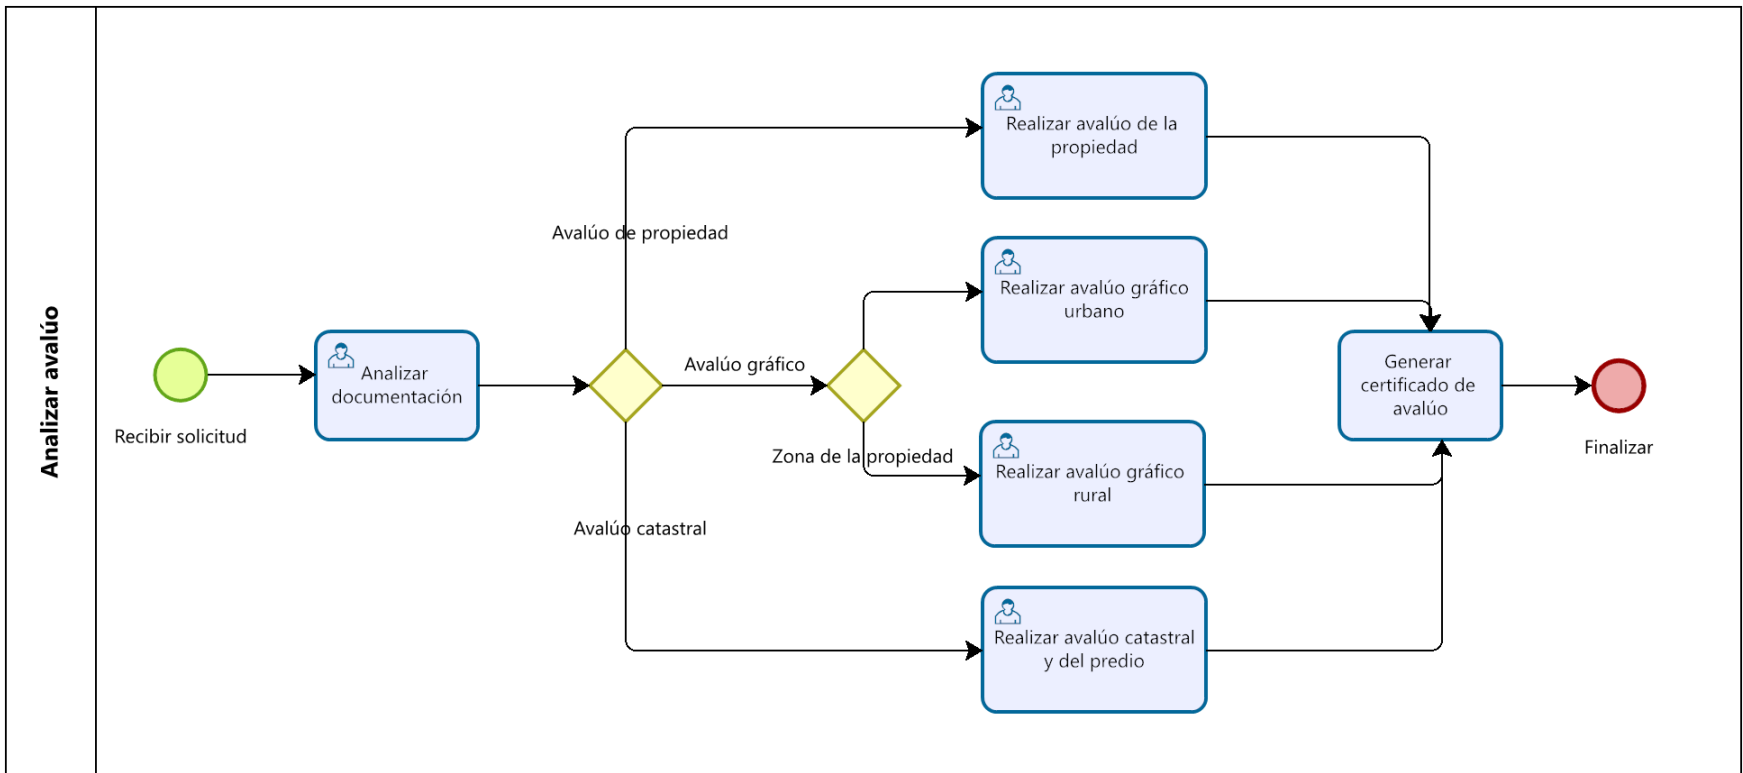 Analizar avalúo
Recibir solicitud
Analizar
documentación
Avalúo de propiedad
Avalúo gráfico
Avalúo catastral
Zona de la propiedad
Realizar avalúo de la
propiedad
Realizar avalúo gráfico
urbano
Realizar avalúo gráfico
rural
Realizar avalúo catastral
y del predio
Generar
certificado de
avalúo
Finalizar